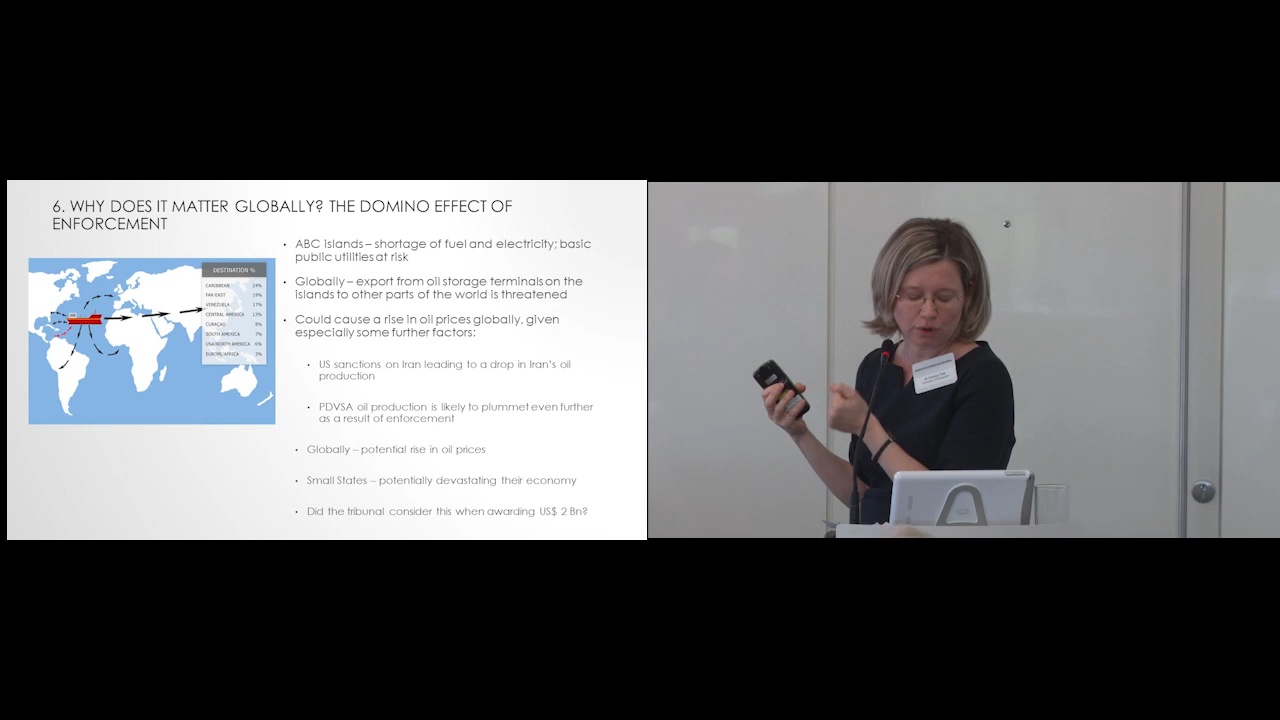 6. WHY DOES IT MATTER GLOBALLY? THE DOMINO EFFECT OF
ENFORCEMENT
DESTINATION %
CARIBBEAN 24%
FAR EAST 19%
VENEZUELA 17%
CENTRAL AMERICA 13%
CURAÇAO 8%
SOUTH AMERICA 7%
USA/NORTH AMERICA 6%
EUROPE/AFRICA 3%
• ABC islands – shortage of fuel and electricity; basic
public utilities at risk
• Globally – export from oil storage terminals on the
islands to other parts of the world is threatened
• Could cause a rise in oil prices globally, given
especially some further factors:
• US sanctions on Iran leading to a drop in Iran's oil
production
• PDVSA oil production is likely to plummet even further
as a result of enforcement
• Globally – potential rise in oil prices
• Small States – potentially devastating their economy
• Did the tribunal consider this when awarding US$ 2 Bn?